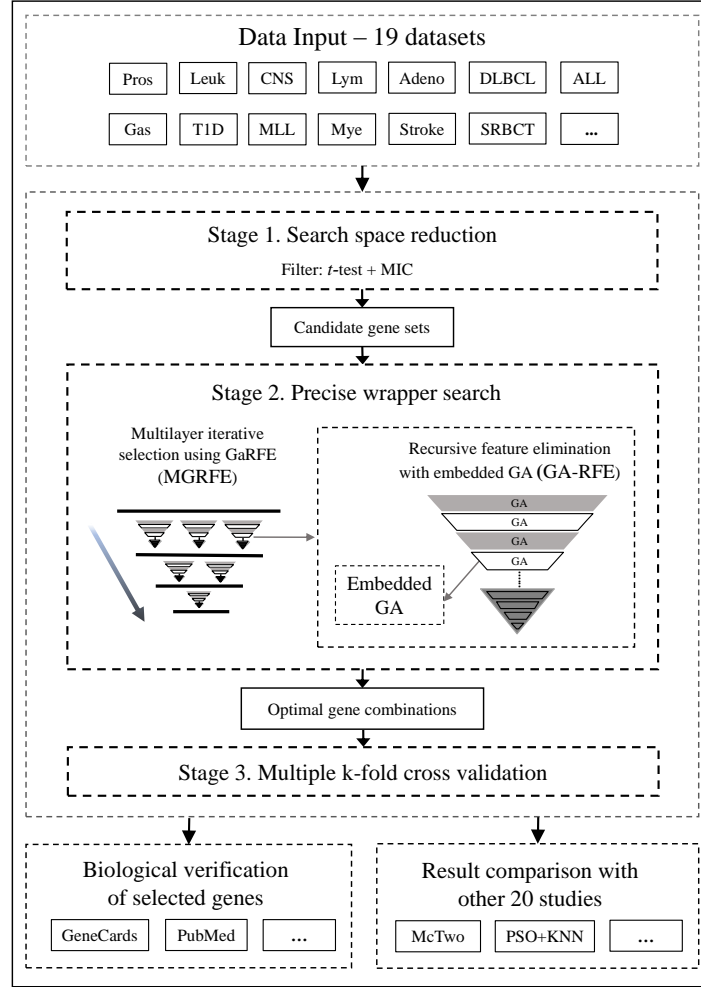 Data Input – 19 datasets
Pros Leuk CNS Lym Adeno DLBCL ALL
Gas T1D MLL Mye Stroke SRBCT ...
Stage 1. Search space reduction
Filter: t-test + MIC
Candidate gene sets
Stage 2. Precise wrapper search
Multilayer iterative
selection using GaRFE
(MGRFE)
Recursive feature elimination
with embedded GA (GA-RFE)
GA
GA
GA
GA
Embedded
GA
Optimal gene combinations
Stage 3. Multiple k-fold cross validation
Biological verification
of selected genes
GeneCards PubMed ...
Result comparison with
other 20 studies
McTwo PSO+KNN ...